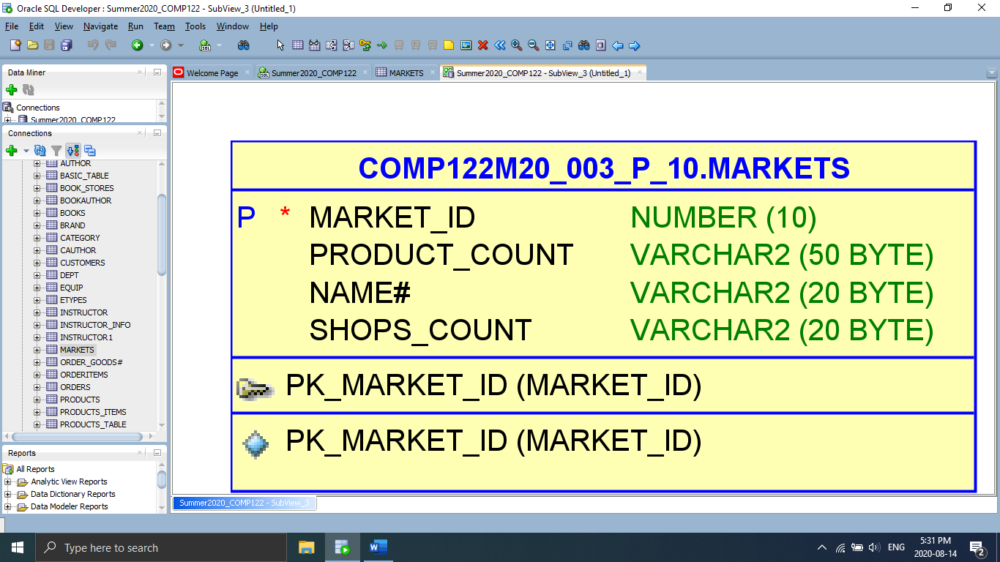 Oracle SQL Developer : Summer2020_COMP122 - SubView_3 (Untitled_1)
File Edit View Navigate Run Team Tools Window Help
Data Miner
Welcome Page
Summer2020_COMP122
MARKETS
Summer2020_COMP122 - SubView_3 (Untitled_1)
Connections
Summer2020_COMP122
Connections
AUTHOR
BASIC_TABLE
BOOK_STORES
BOOKAUTHOR
BOOKS
BRAND
CATEGORY
CAUTHOR
CUSTOMERS
DEPT
EQUIP
ETYPES
INSTRUCTOR
INSTRUCTOR_INFO
INSTRUCTOR1
MARKETS
ORDER_GOODS#
ORDERITEMS
ORDERS
PRODUCTS
PRODUCTS_ITEMS
PRODUCTS_TABLE
Reports
All Reports
Analytic View Reports
Data Dictionary Reports
Data Modeler Reports
COMP122M20_003_P_10.MARKETS
P * MARKET_ID NUMBER (10)
PRODUCT_COUNT VARCHAR2 (50 BYTE)
NAME# VARCHAR2 (20 BYTE)
SHOPS_COUNT VARCHAR2 (20 BYTE)
PK_MARKET_ID (MARKET_ID)
PK_MARKET_ID (MARKET_ID)
Summer2020_COMP122 - SubView_3
Type here to search
ENG
5:31 PM
2020-08-14
2